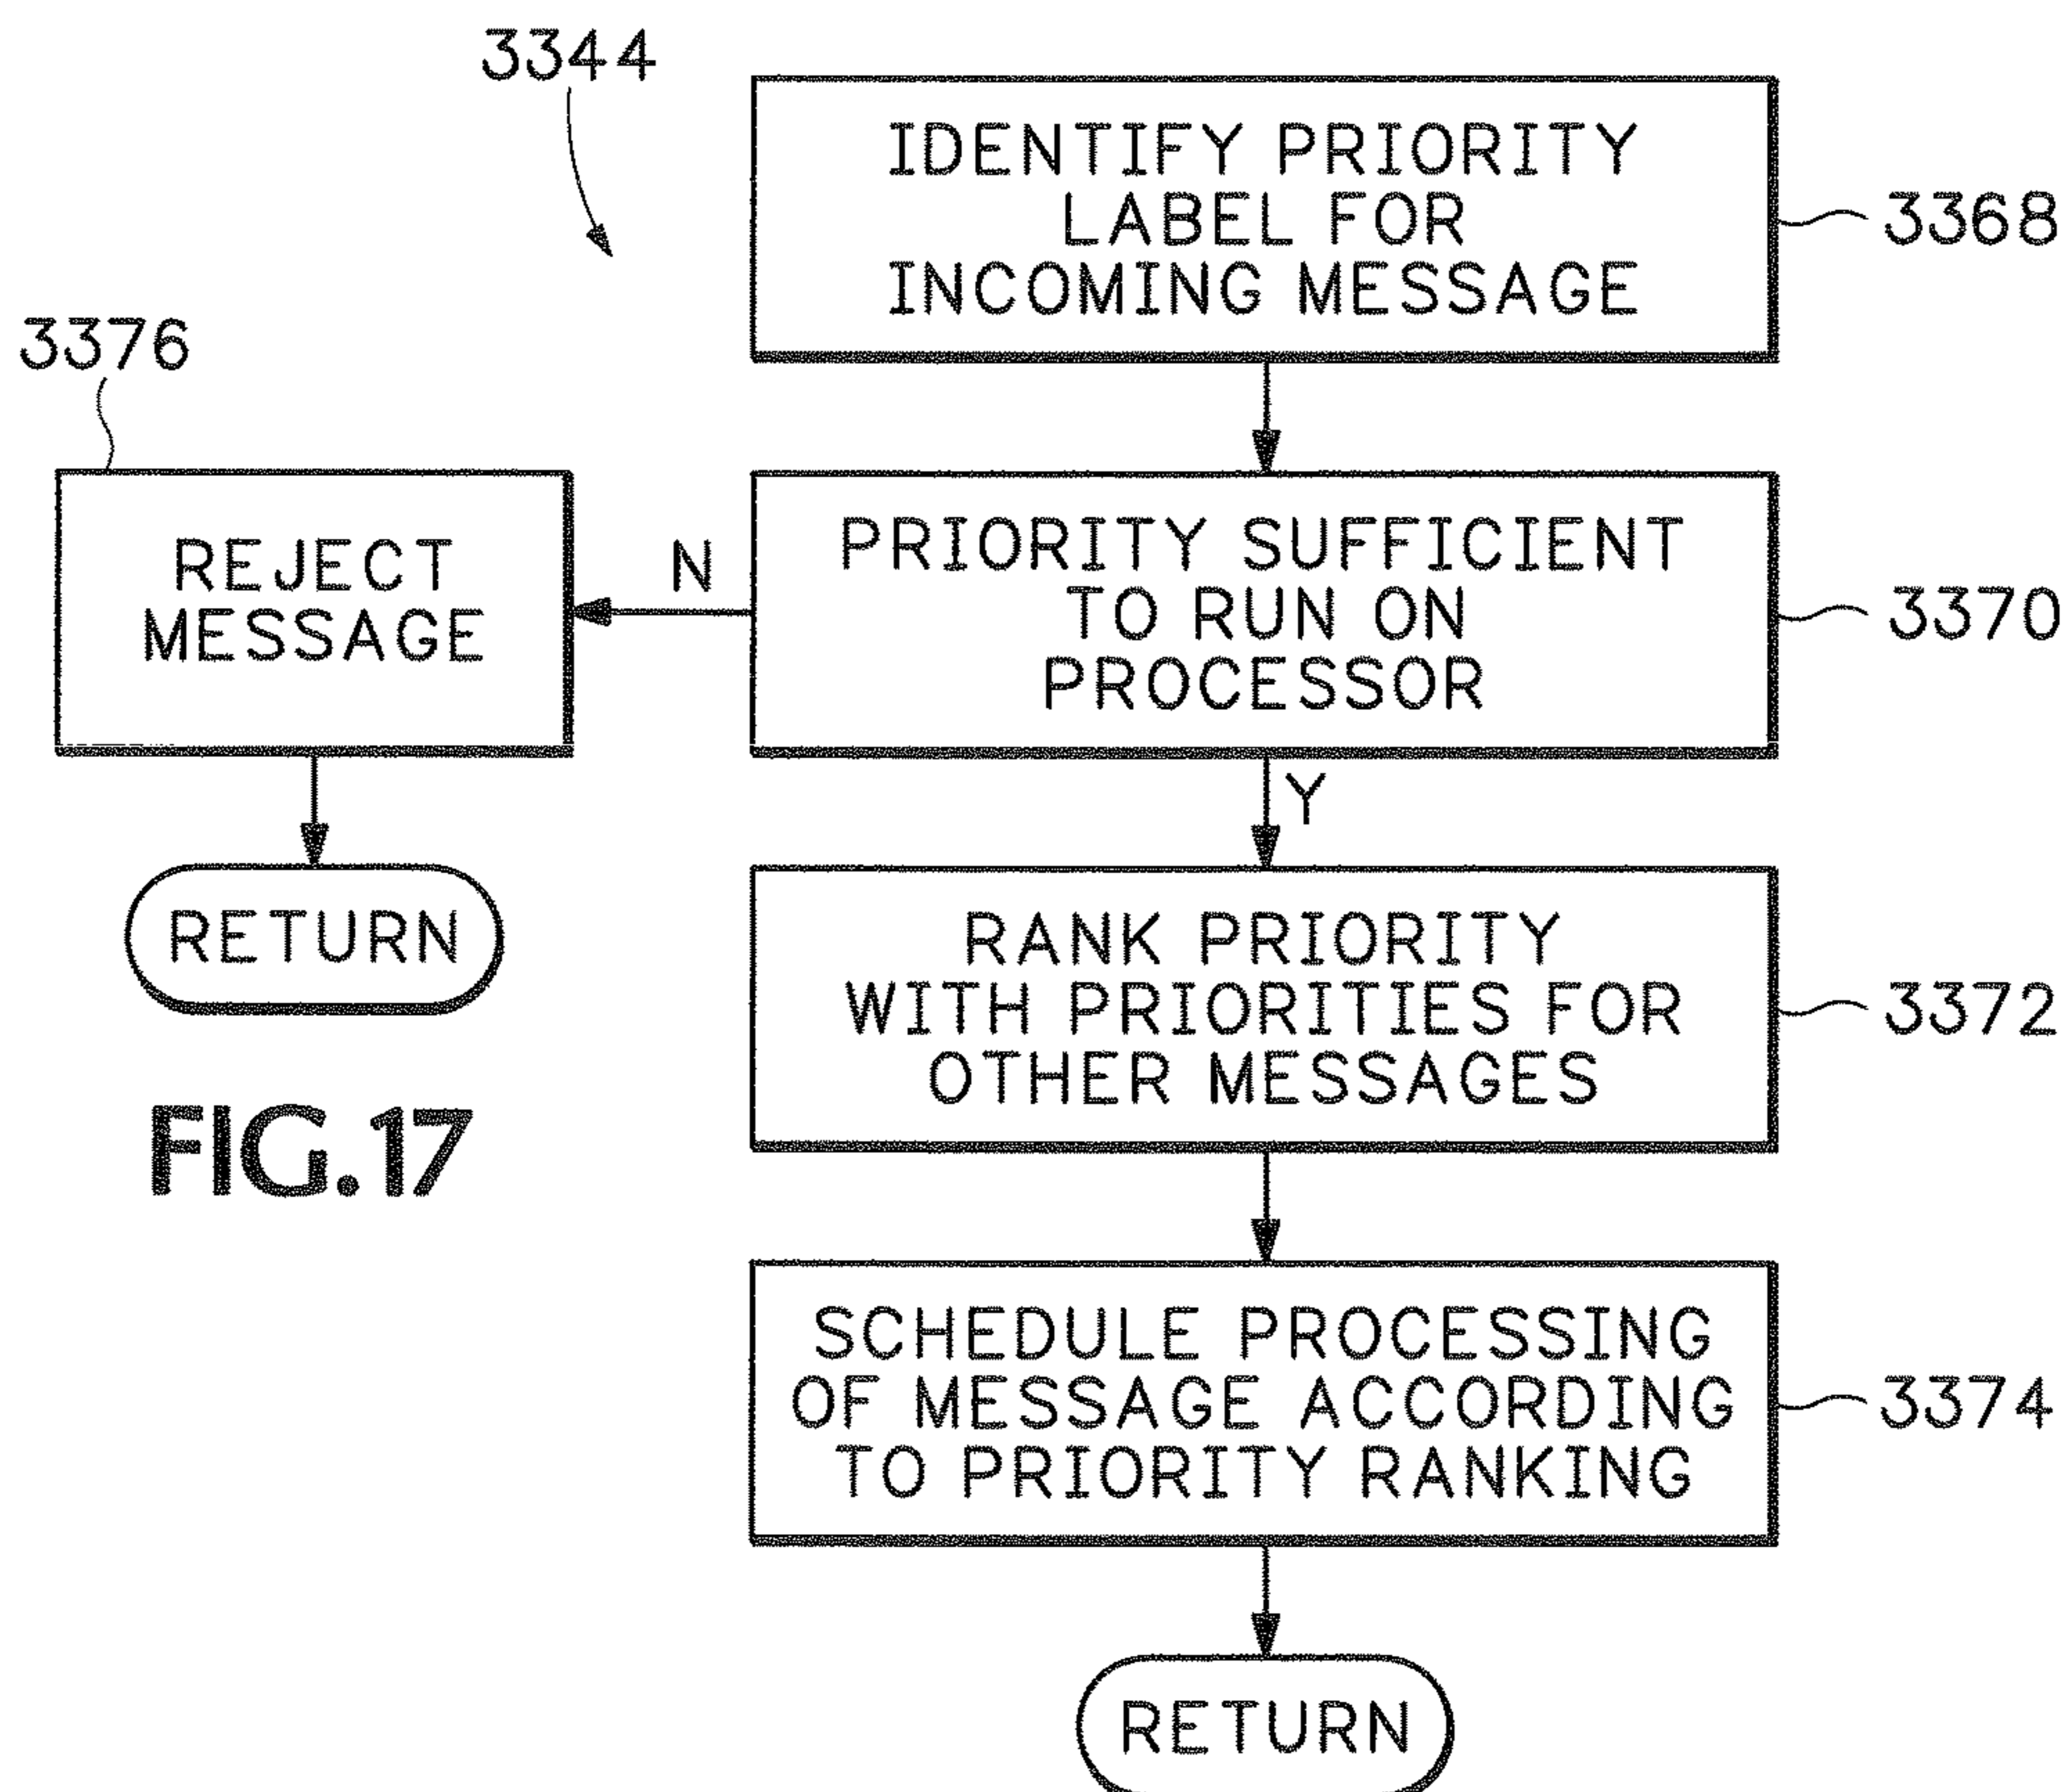 3344
IDENTIFY PRIORITY
LABEL FOR
INCOMING MESSAGE
3368
3376
REJECT
MESSAGE
N
PRIORITY SUFFICIENT
TO RUN ON
PROCESSOR
3370
Y
RETURN
RANK PRIORITY
WITH PRIORITIES FOR
OTHER MESSAGES
3372
FIG.17
SCHEDULE PROCESSING
OF MESSAGE ACCORDING
TO PRIORITY RANKING
3374
RETURN